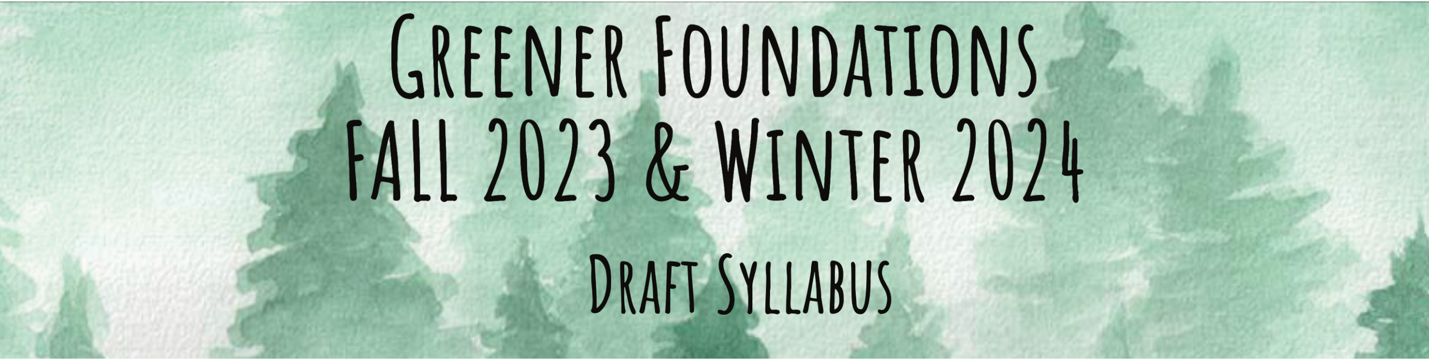 Greener Foundations
FALL 2023 & Winter 2024
Draft Syllabus